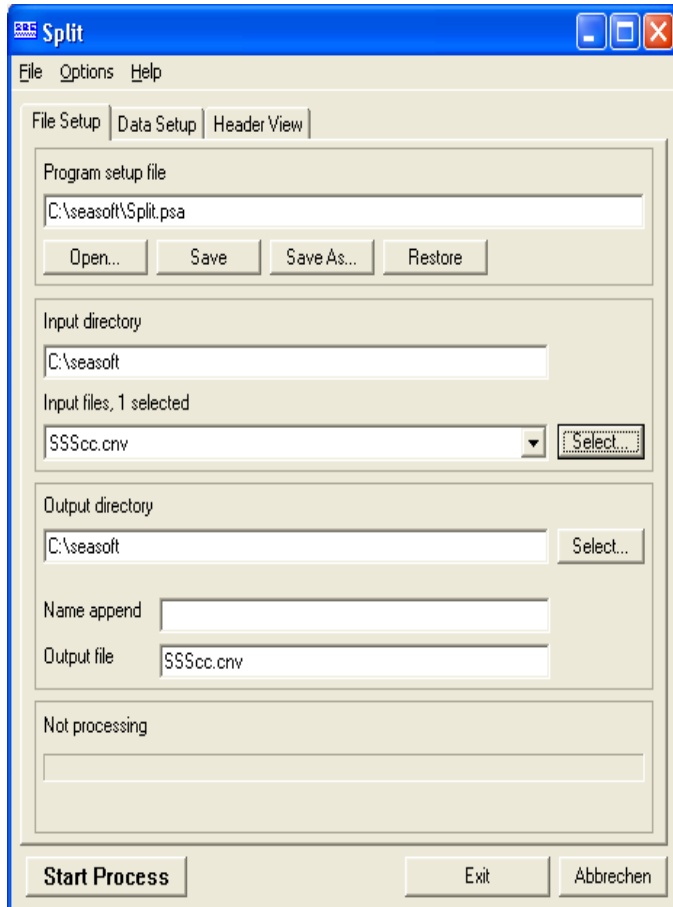 SBE Split
File Options Help
File Setup Data Setup Header View
Program setup file
C:\seasoft\Split.psa
Open... Save Save As... Restore
Input directory
C:\seasoft
Input files, 1 selected
SSScc.cnv Select...
Output directory
C:\seasoft Select...
Name append
Output file SSScc.cnv
Not processing
Start Process Exit Abbrechen